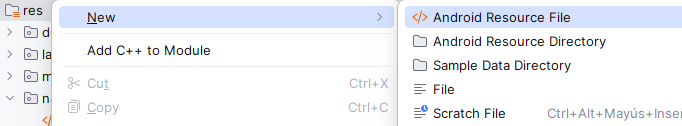 res
New
Android Resource File
Android Resource Directory
Add C++ to Module
Sample Data Directory
Cut
Ctrl+X
File
Copy
Ctrl+C
Scratch File
Ctrl+Alt+Mayús+Inser